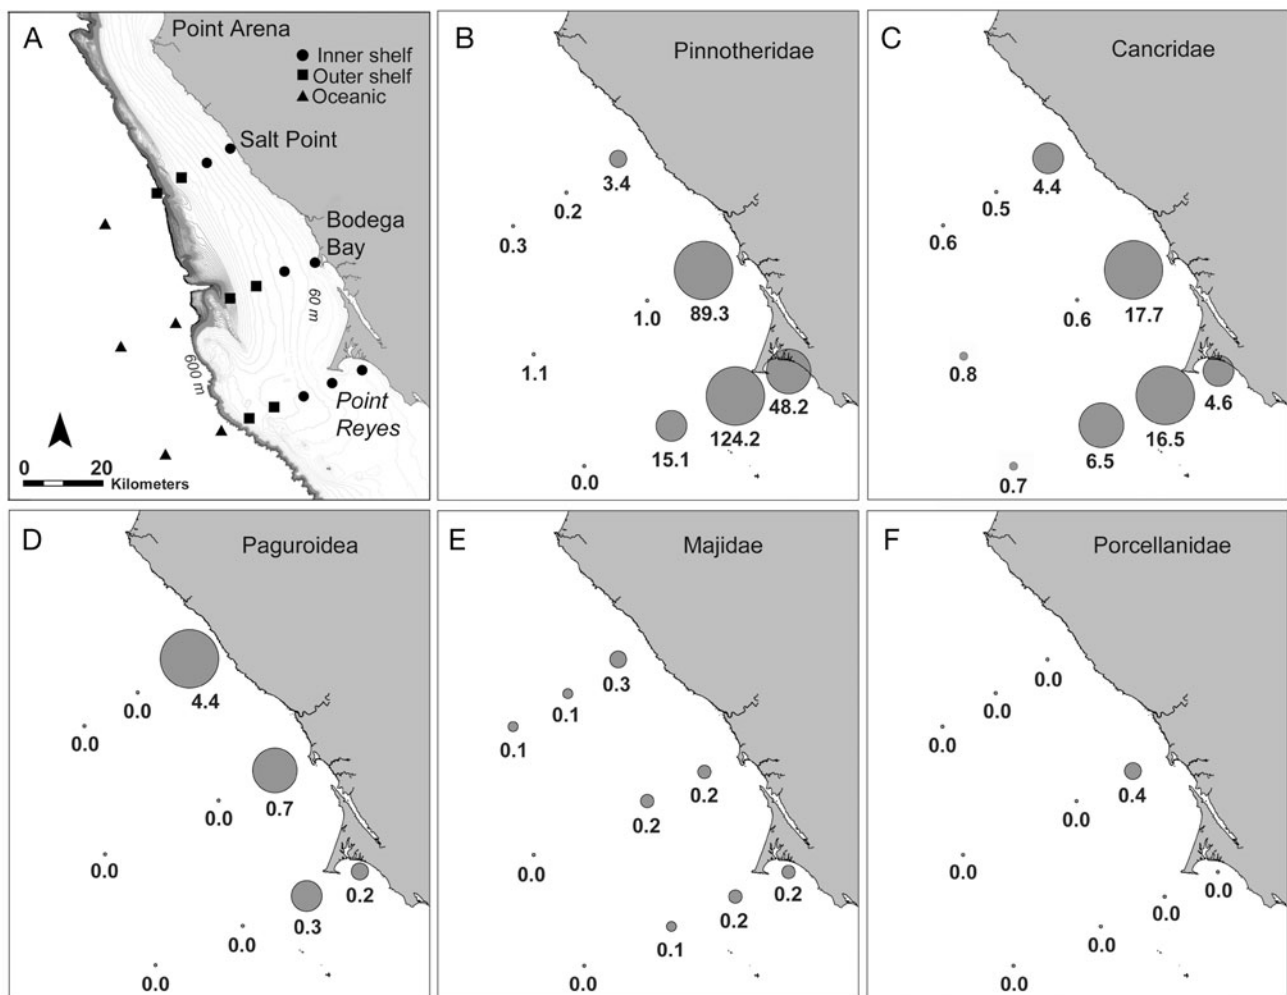 A
Point Arena
Inner shelf
Outer shelf
Oceanic
Salt Point
Bodega
Bay
60 m
600 m
Point
Reyes
0 20
Kilometers
B
Pinnotheridae
3.4
0.2
0.3
89.3
1.0
1.1
48.2
124.2
15.1
0.0
C
Cancridae
4.4
0.5
0.6
17.7
0.6
0.8
4.6
16.5
6.5
0.7
D
Paguroidea
4.4
0.0
0.0
0.7
0.0
0.0
0.2
0.3
0.0
0.0
E
Majidae
0.3
0.1
0.1
0.2
0.2
0.0
0.2
0.2
0.1
0.0
F
Porcellanidae
0.0
0.0
0.0
0.4
0.0
0.0
0.0
0.0
0.0
0.0